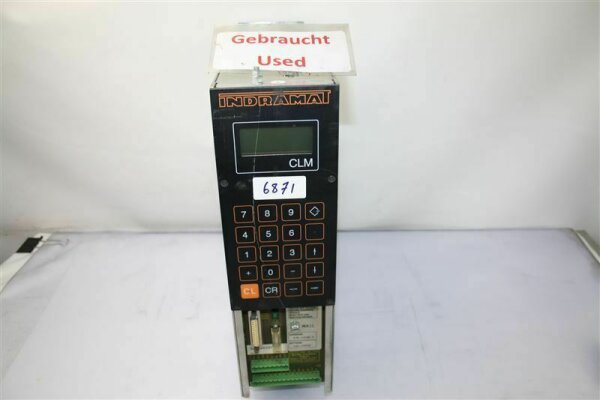 Gebraucht
Used
INDRAMAT
CLM
6871
7 8 9
4 5 6
1 2 3
+ 0 -
CL CR